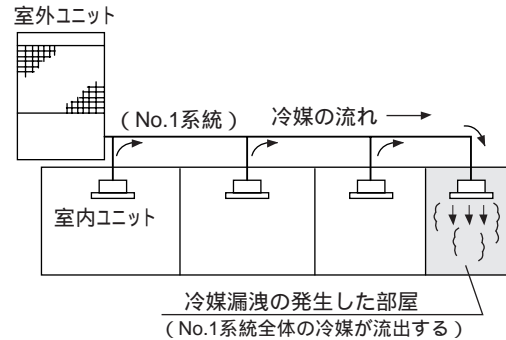 室外ユニット
（No.1系統） 冷媒の流れ
室内ユニット
冷媒漏洩の発生した部屋
（No.1系統全体の冷媒が流出する）